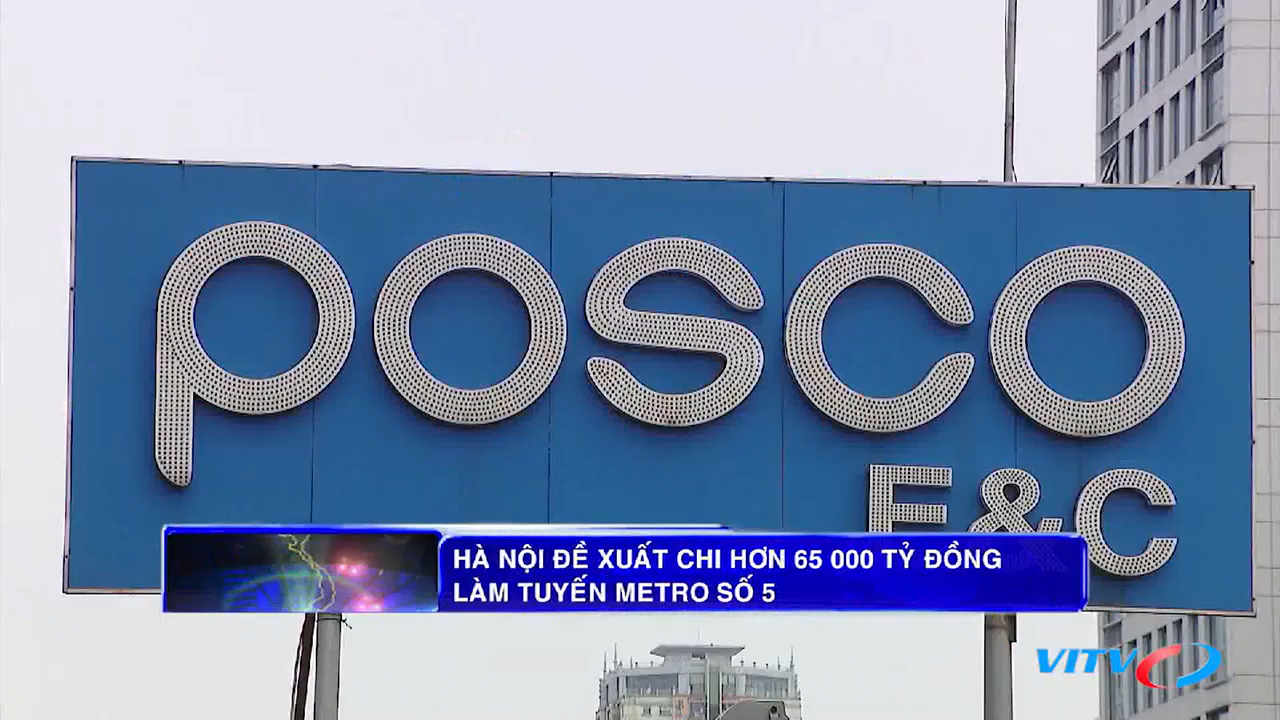 posco
E&C
HÀ NỘI ĐỀ XUẤT CHI HƠN 65 000 TỶ ĐỒNG
LÀM TUYẾN METRO SỐ 5
VITV